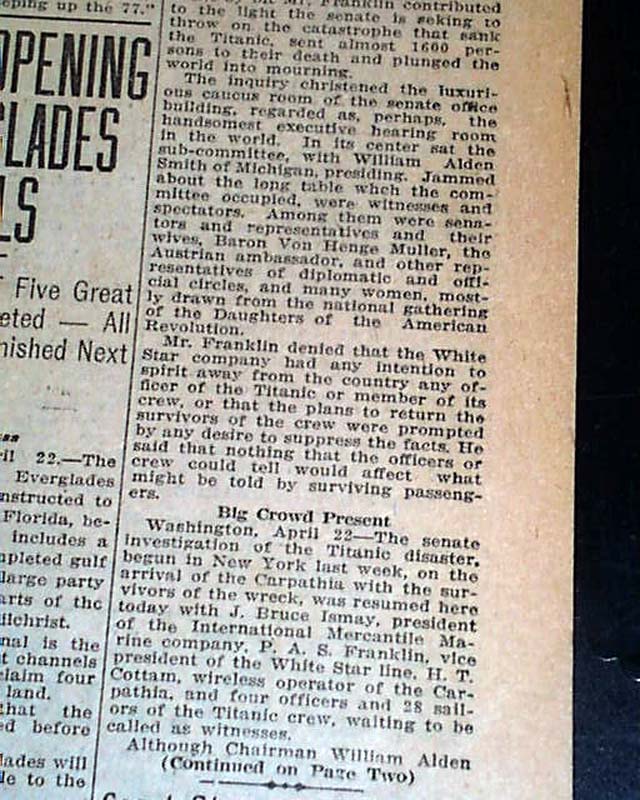 eping up the 77."
OPENING
GLADES
LS
Five Great
eted — All
nished Next
ess
ril 22.—The
Everglades
nstructed to
Florida, be-
includes a
mpleted gulf
large party
arts of the
ilchrist.
nal is the
t channels
claim four
land.
that the
ed before
lades will
le to the
Mr. Franklin contributed
to the light the senate is seking to
throw on the catastrophe that sank
the Titanic, sent almost 1600 per-
sons to their death and plunged the
world into mourning.
The inquiry christened the luxuri-
ous caucus room of the senate office
building, regarded as, perhaps, the
handsomest executive hearing room
in the world. In its center sat the
sub-committee, with William Alden
Smith of Michigan, presiding. Jammed
about the long table whch the com-
mittee occupied, were witnesses and
spectators. Among them were sena-
tors and representatives and their
wives, Baron Von Henge Muller, the
Austrian ambassador, and other rep-
resentatives of diplomatic and offi-
cial circles, and many women, most-
ly drawn from the national gathering
of the Daughters of the American
Revolution.
Mr. Franklin denied that the White
Star company had any intention to
spirit away from the country any of-
ficer of the Titanic or member of its
crew, or that the plans to return the
survivors of the crew were prompted
by any desire to suppress the facts. He
said that nothing that the officers or
crew could tell would affect what
might be told by surviving passeng-
ers.
Big Crowd Present
Washington, April 22—The senate
investigation of the Titanic disaster,
begun in New York last week, on the
arrival of the Carpathia with the sur-
vivors of the wreck, was resumed here
today with J. Bruce Ismay, president
of the International Mercantile Ma-
rine company, P. A. S. Franklin, vice
president of the White Star line, H. T.
Cottam, wireless operator of the Car-
pathia, and four officers and 28 sail-
ors of the Titanic crew, waiting to be
called as witnesses.
Although Chairman William Alden
(Continued on Page Two)